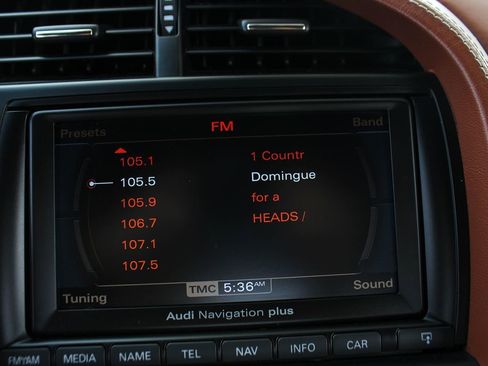 Presets FM Band
105.1 1 Countr
105.5 Domingue
105.9 for a
106.7 HEADS /
107.1
107.5
Tuning TMC 5:36AM Sound
Audi Navigation plus
FM/AM MEDIA NAME TEL NAV INFO CAR